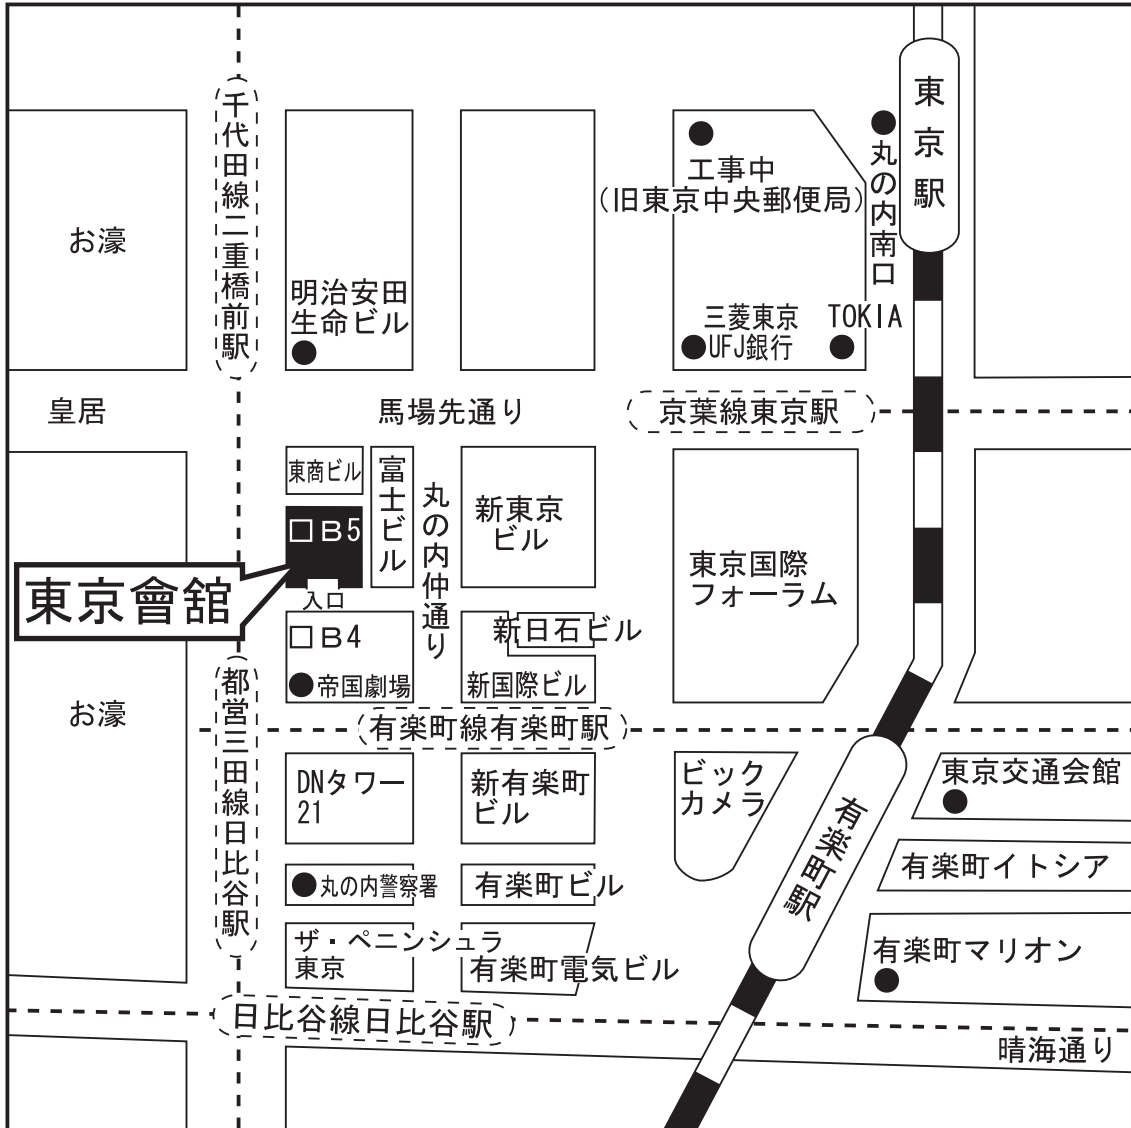 東京駅
千代田線二重橋前駅
工事中
(旧東京中央郵便局)
丸の内南口
お濠
明治安田
生命ビル
三菱東京
UFJ銀行
TOKIA
皇居
馬場先通り
京葉線東京駅
東商ビル
富士ビル
丸の内仲通り
新東京
ビル
B5
東京國際
フォーラム
東京會舘
入口
B4
新日石ビル
帝国劇場
新国際ビル
お濠
都営三田線日比谷駅
有楽町線有楽町駅
DNタワー
21
新有楽町
ビル
ビック
カメラ
有楽町駅
東京交通会館
丸の内警察署
有楽町ビル
有楽町イトシア
ザ・ペニンシュラ
東京
有楽町電気ビル
有楽町マリオン
日比谷線日比谷駅
晴海通り